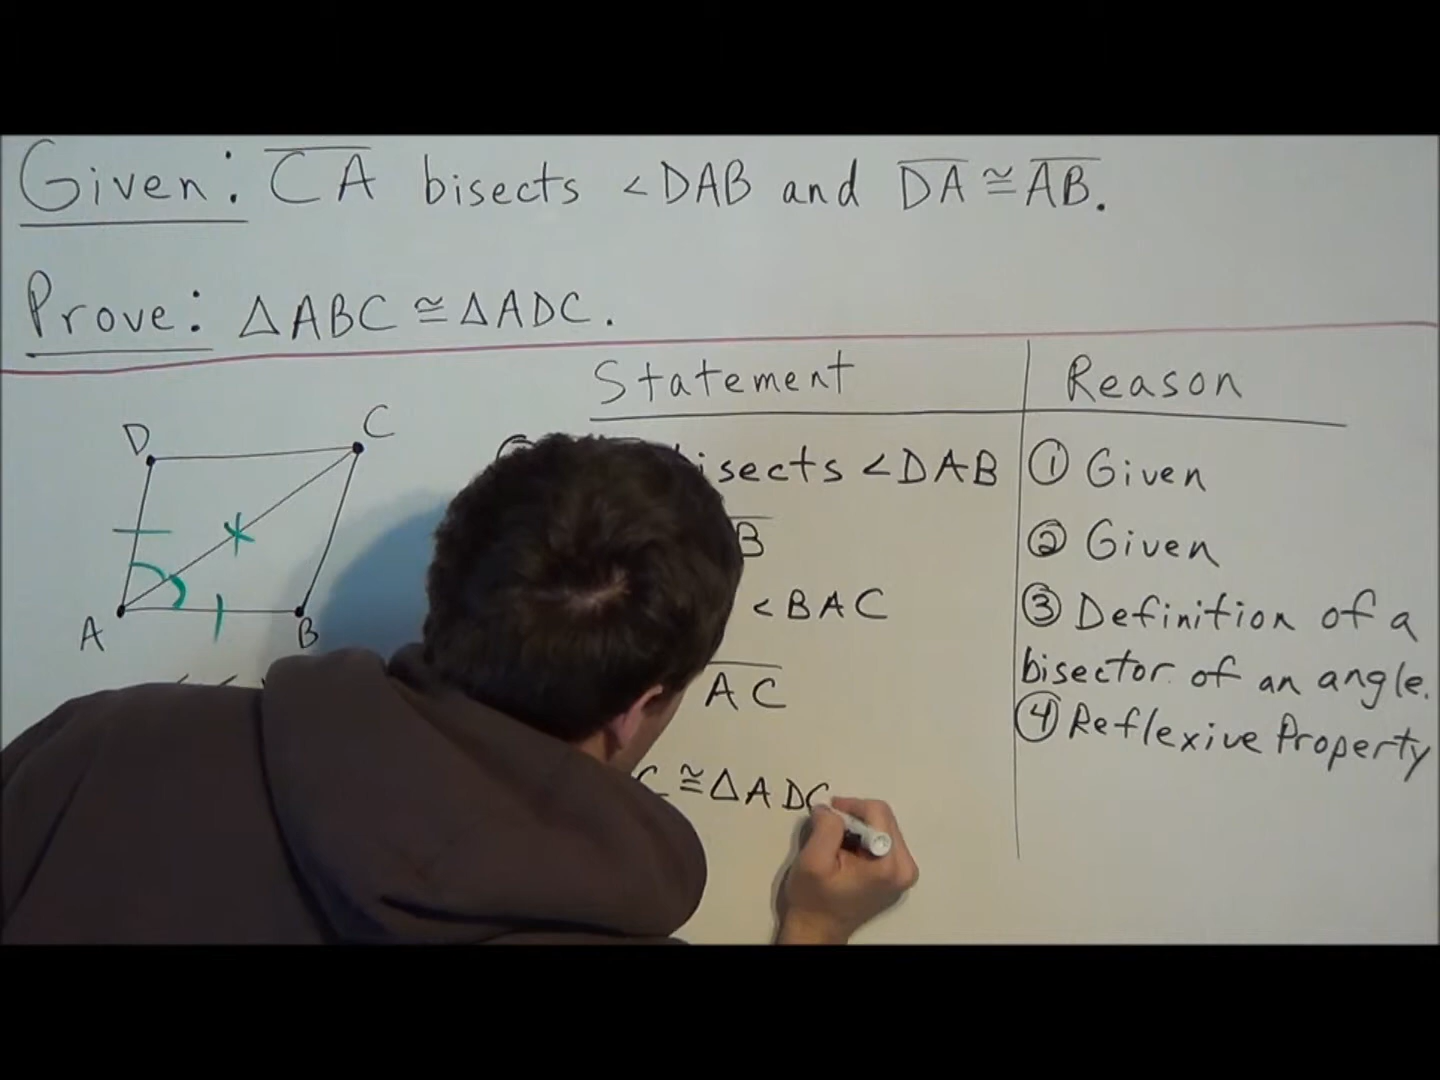 Given: CA bisects <DAB and DA ≅ AB.
Prove: △ABC ≅ △ADC.
Statement Reason
isects <DAB ① Given
B ② Given
<BAC ③ Definition of a
bisector of an angle.
AC ④ Reflexive Property
C ≅ △ADC
D C
A B